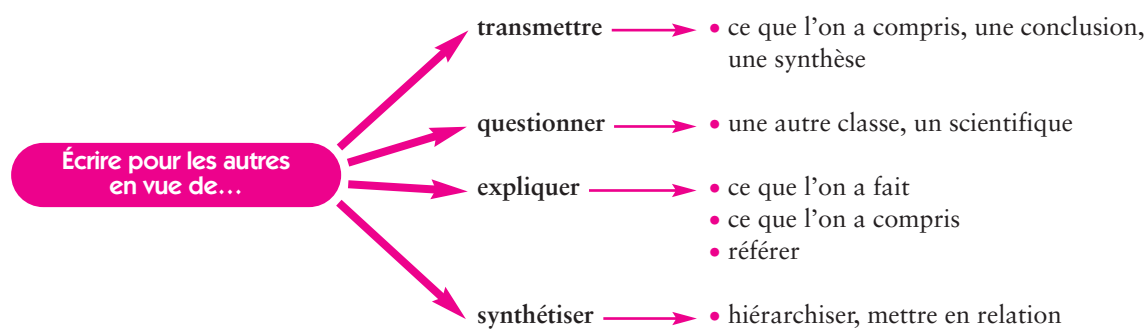 Écrire pour les autres
en vue de…
transmettre
• ce que l’on a compris, une conclusion,
une synthèse
questionner
• une autre classe, un scientifique
expliquer
• ce que l’on a fait
• ce que l’on a compris
• référer
synthétiser
• hiérarchiser, mettre en relation